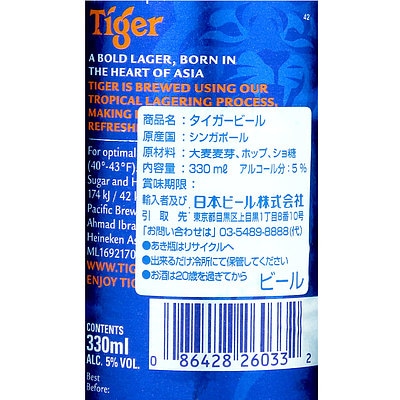 Tiger
42
A BOLD LAGER, BORN IN
THE HEART OF ASIA
TIGER IS BREWED USING OUR
TROPICAL LAGERING PROCESS,
MAKING
REFRESHI
For optimal
(40°-43°F).
Sugar and H
174 kJ / 42 k
Pacific Brew
Ahmad Ibra
Heineken As
ML1692170
WWW.TIG
ENJOY TIG
商品名：タイガービール
原産国：シンガポール
原材料：大麦麦芽、ホップ、ショ糖
内容量：330mℓ アルコール分：5%
賞味期限：
輸入者及び 日本ビール株式会社
引取先：東京都目黒区上目黒1丁目8番10号
「お問い合わせは」03-5489-8888(代)
●あき瓶はリサイクルへ
●出来るだけ冷所にて保管してください
●お酒は20歳を過ぎてから ビール
CONTENTS
330ml
ALC. 5% VOL.
Best
Before:
0 86428 26033 2